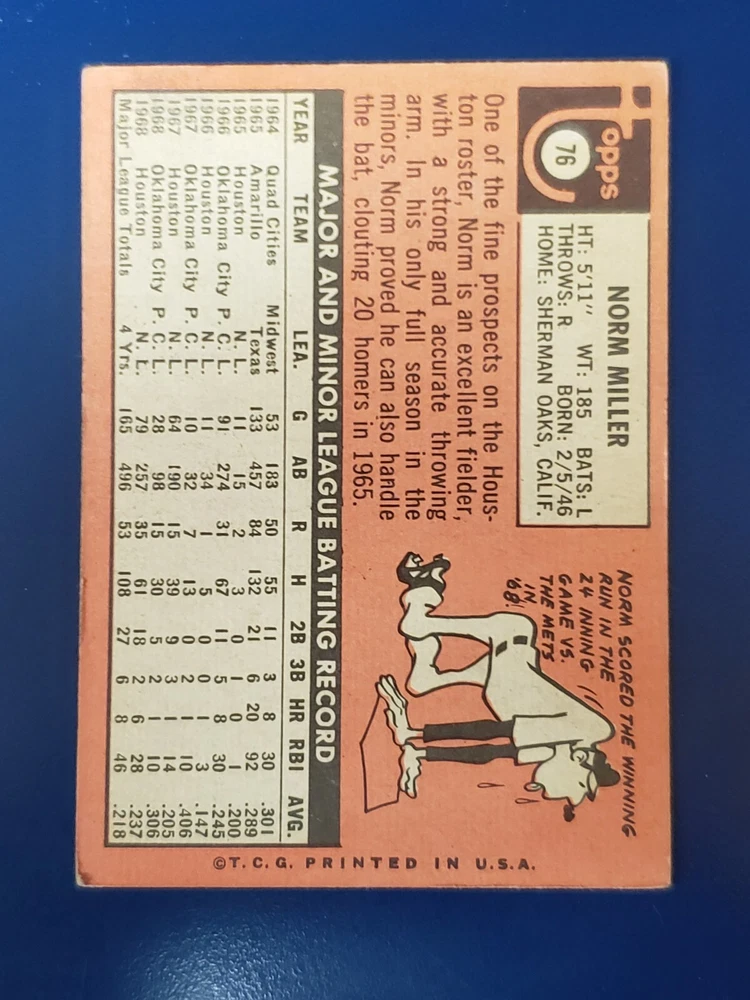 topps
76
NORM MILLER
HT: 5'11" WT: 185 BATS: L
THROWS: R BORN: 2/5/46
HOME: SHERMAN OAKS, CALIF.
One of the fine prospects on the Hous-
ton roster, Norm is an excellent fielder,
with a strong and accurate throwing
arm. In his only full season in the
minors, Norm proved he can also handle
the bat, clouting 20 homers in 1965.
NORM SCORED THE WINNING
RUN IN THE
24 INNING
GAME VS.
THE METS
IN
'68!
MAJOR AND MINOR LEAGUE BATTING RECORD
YEAR TEAM LEA. G AB R H 2B 3B HR RBI AVG.
1964 Quad Cities Midwest 53 183 50 55 11 3 8 30 .301
1965 Amarillo Texas 133 457 84 132 21 6 20 92 .289
1965 Houston N. L. 11 15 2 3 0 1 0 1 .200
1966 Oklahoma City P. C. L. 91 274 31 67 11 5 8 30 .245
1966 Houston N. L. 11 34 1 5 0 0 1 3 .147
1967 Oklahoma City P. C. L. 10 32 7 13 0 2 1 10 .406
1967 Houston N. L. 64 190 15 39 9 3 1 14 .205
1968 Oklahoma City P. C. L. 28 98 15 30 5 2 1 10 .306
1968 Houston N. L. 79 257 35 61 18 2 6 28 .237
Major League Totals 4 Yrs. 165 496 53 108 27 6 8 46 .218
©T.C.G. PRINTED IN U.S.A.